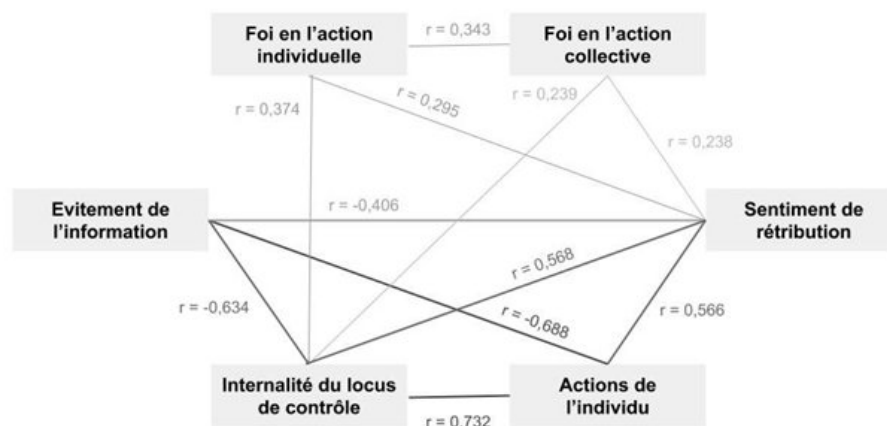 Foi en l'action
individuelle
r = 0,343
Foi en l'action
collective
r = 0,374
r = 0,295
r = 0,239
r = 0,238
Evitement de
l'information
r = -0,406
Sentiment de
rétribution
r = -0,634
r = 0,568
r = -0,688
r = 0,566
Internalité du locus
de contrôle
r = 0,732
Actions de
l'individu